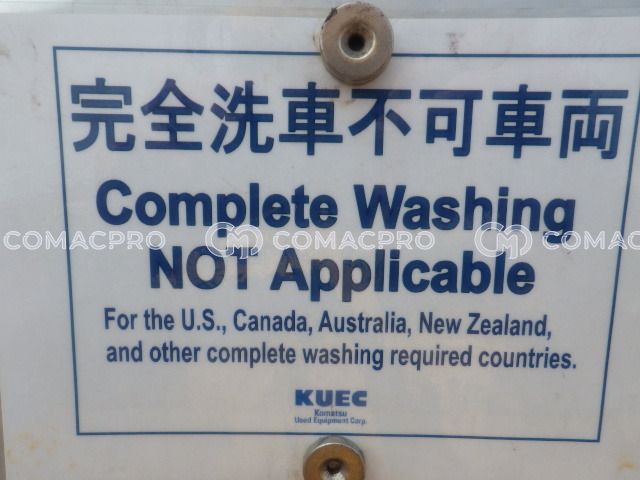 完全洗車不可車両
Complete Washing
COMACPRO COMACPRO COMACPRO
NOT Applicable
For the U.S., Canada, Australia, New Zealand,
and other complete washing required countries.
KUEC
Komatsu
Used Equipment Corp.